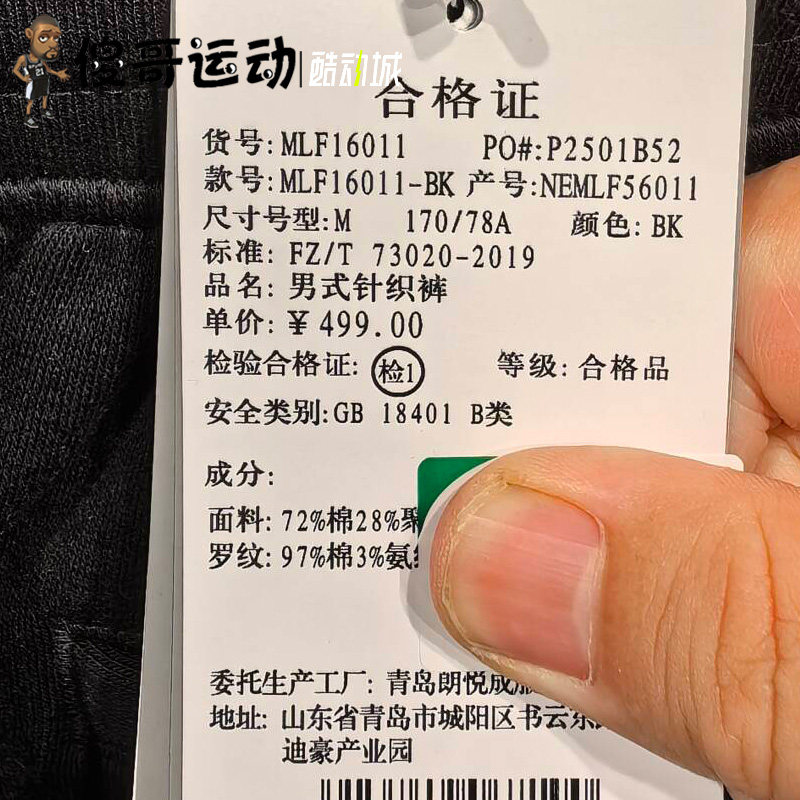 傻哥运动 酷动城
合格证
货号:MLF16011 PO#:P2501B52
款号:MLF16011-BK 产号:NEMLF56011
尺寸号型:M 170/78A 颜色:BK
标准: FZ/T 73020-2019
品名: 男式针织裤
单价:¥499.00
检验合格证: 检1 等级:合格品
安全类别:GB 18401 B类
成分:
面料: 72%棉28%聚
罗纹: 97%棉3%氨
委托生产工厂: 青岛朗悦成服
地址: 山东省青岛市城阳区书云东
迪豪产业园